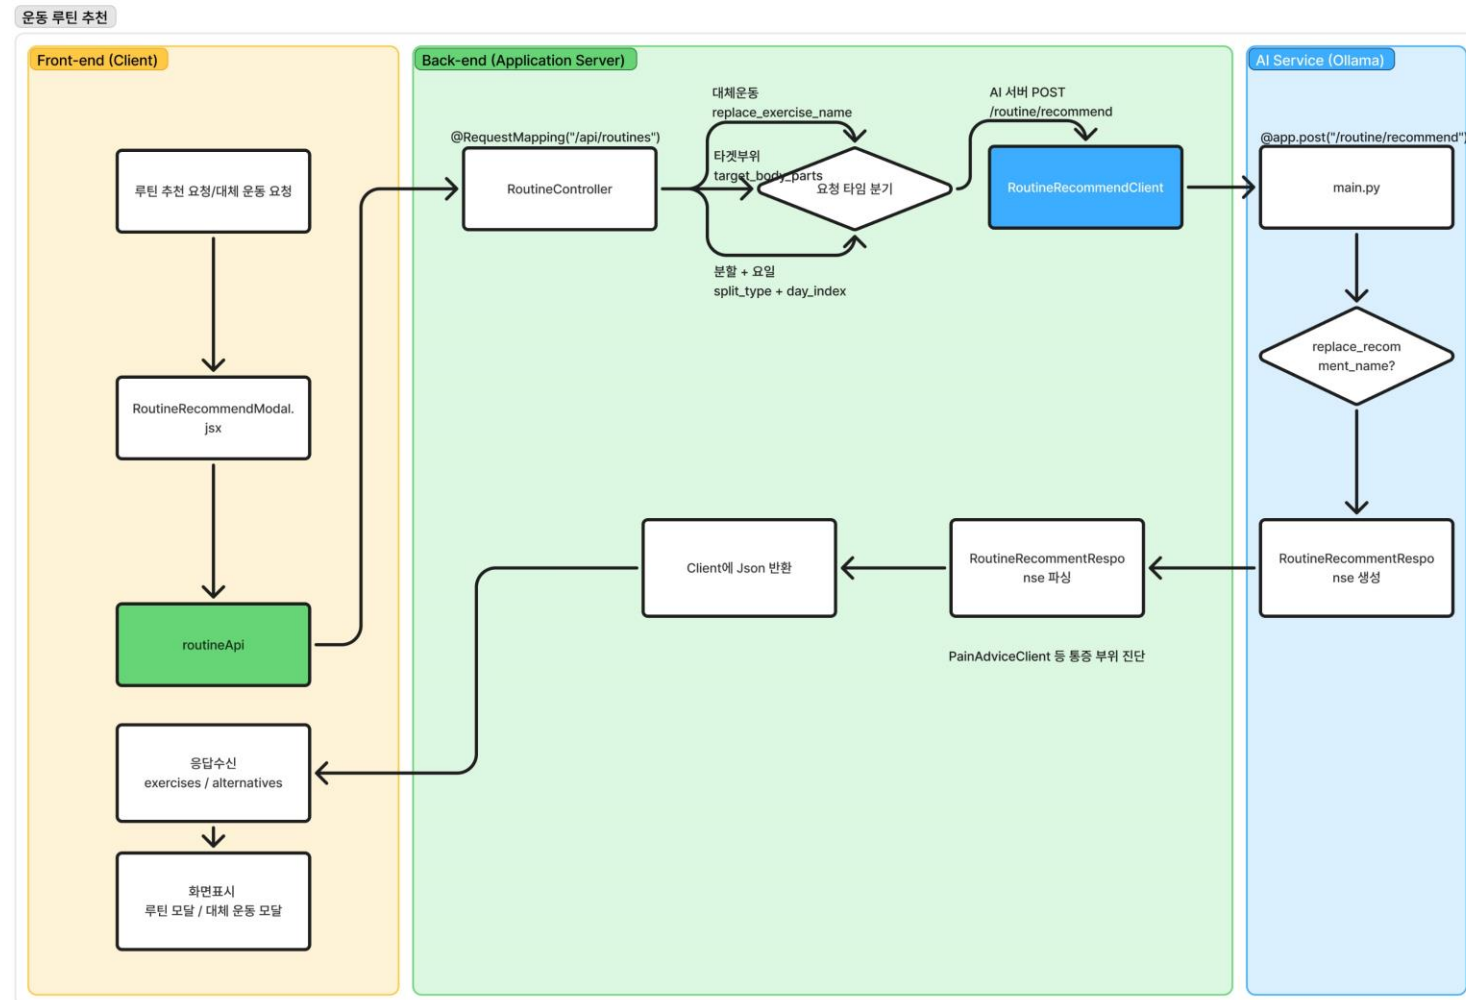 운동 루틴 추천
Front-end (Client)
루틴 추천 요청/대체 운동 요청
RoutineRecommendModal.
jsx
routineApi
응답수신
exercises / alternatives
화면표시
루틴 모달 / 대체 운동 모달
Back-end (Application Server)
@RequestMapping("/api/routines")
RoutineController
대체운동
replace_exercise_name
타겟부위
target_body_parts
분할 + 요일
split_type + day_index
요청 타임 분기
AI 서버 POST
/routine/recommend
RoutineRecommendClient
Client에 Json 반환
RoutineRecommentRespo
nse 파싱
PainAdviceClient 등 통증 부위 진단
AI Service (Ollama)
@app.post("/routine/recommend")
main.py
replace_recom
ment_name?
RoutineRecommentRespo
nse 생성